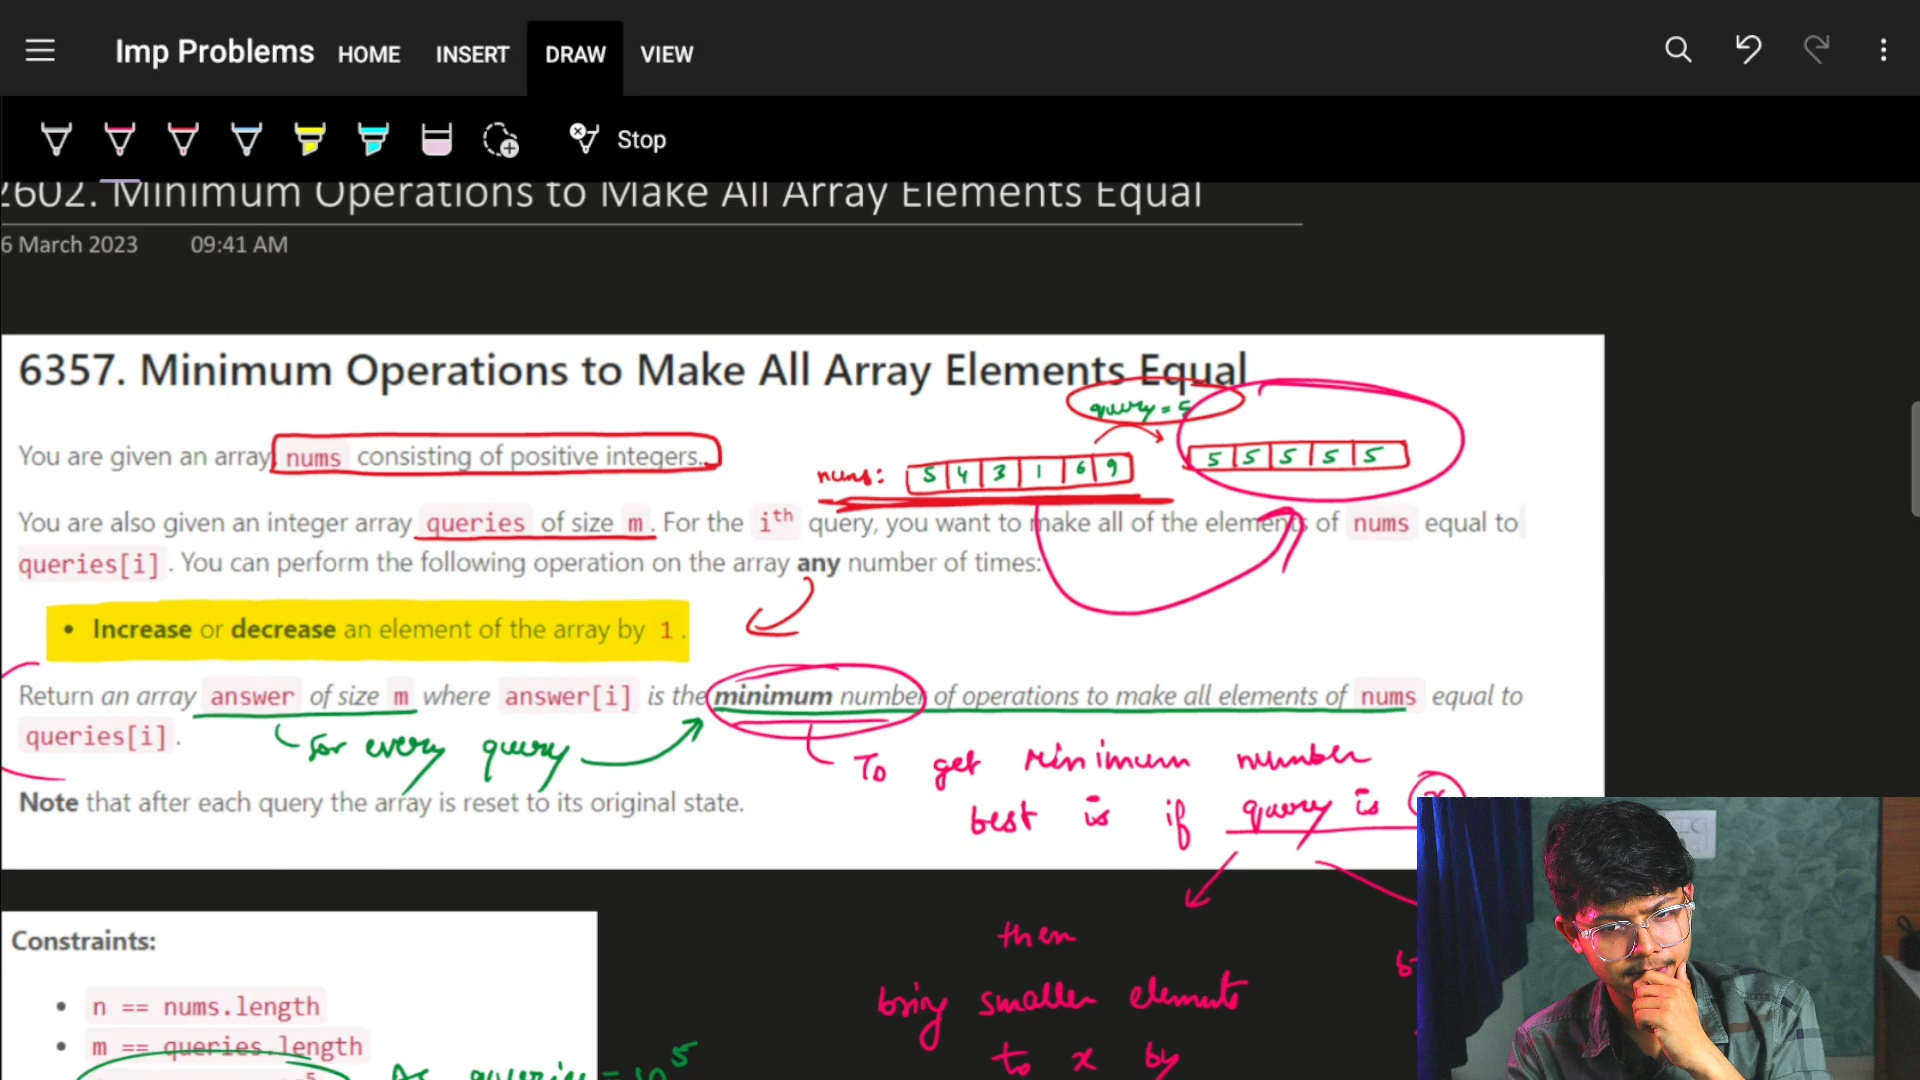 Imp Problems HOME INSERT DRAW VIEW
Stop
2602. Minimum Operations to Make All Array Elements Equal
6 March 2023 09:41 AM
6357. Minimum Operations to Make All Array Elements Equal
query = 5
You are given an array nums consisting of positive integers.
nums: 5 4 3 1 6 9
5 5 5 5 5
You are also given an integer array queries of size m. For the ith query, you want to make all of the elements of nums equal to
queries[i]. You can perform the following operation on the array any number of times:
• Increase or decrease an element of the array by 1.
Return an array answer of size m where answer[i] is the minimum number of operations to make all elements of nums equal to
queries[i].
for every query
To get minimum number
best is if query is x
Note that after each query the array is reset to its original state.
then
bring smaller elements
to x by
Constraints:
• n == nums.length
• m == queries.length
As queries = 10^5